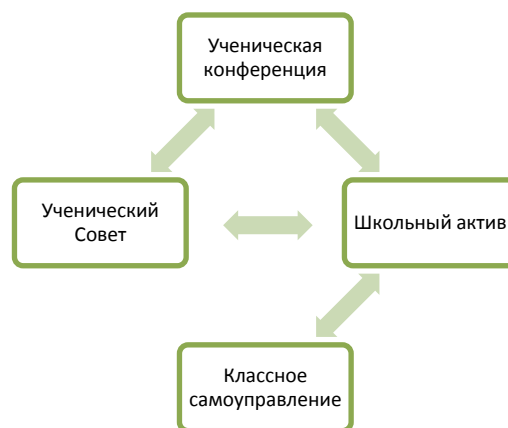 Ученическая
конференция
Ученический
Совет
Школьный актив
Классное
самоуправление